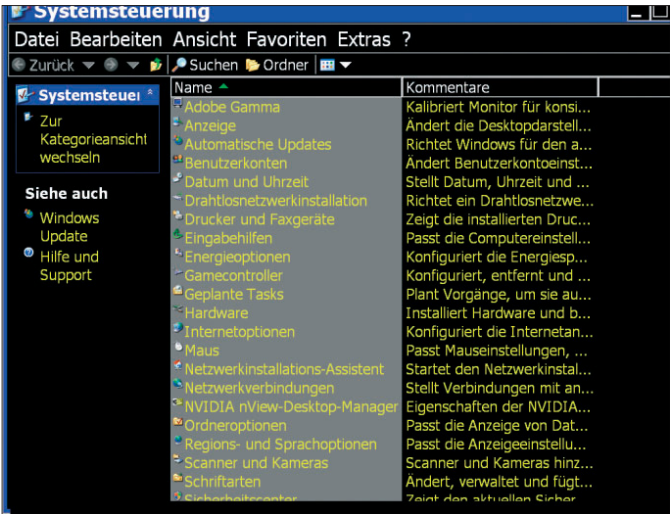 Systemsteuerung
Datei Bearbeiten Ansicht Favoriten Extras ?
Zurück Suchen Ordner
Systemsteuer
Zur
Kategorieansicht
wechseln
Siehe auch
Windows
Update
Hilfe und
Support
Name Kommentare
Adobe Gamma Kalibriert Monitor für konsi...
Anzeige Ändert die Desktopdarstell...
Automatische Updates Richtet Windows für den a...
Benutzerkonten Ändert Benutzerkontoeinst...
Datum und Uhrzeit Stellt Datum, Uhrzeit und ...
Drahtlosnetzwerkinstallation Richtet ein Drahtlosnetzwe...
Drucker und Faxgeräte Zeigt die installierten Druc...
Eingabehilfen Passt die Computereinstell...
Energieoptionen Konfiguriert die Energiesp...
Gamecontroller Konfiguriert, entfernt und ...
Geplante Tasks Plant Vorgänge, um sie au...
Hardware Installiert Hardware und b...
Internetoptionen Konfiguriert die Internetan...
Maus Passt Mauseinstellungen, ...
Netzwerkinstallations-Assistent Startet den Netzwerkinstal...
Netzwerkverbindungen Stellt Verbindungen mit an...
NVIDIA nView-Desktop-Manager Eigenschaften der NVIDIA...
Ordneroptionen Passt die Anzeige von Dat...
Regions- und Sprachoptionen Passt die Anzeigeeinstellu...
Scanner und Kameras Scanner und Kameras hinz...
Schriftarten Ändert, verwaltet und fügt...
Sicherheitscenter Zeigt den aktuellen Sicher...